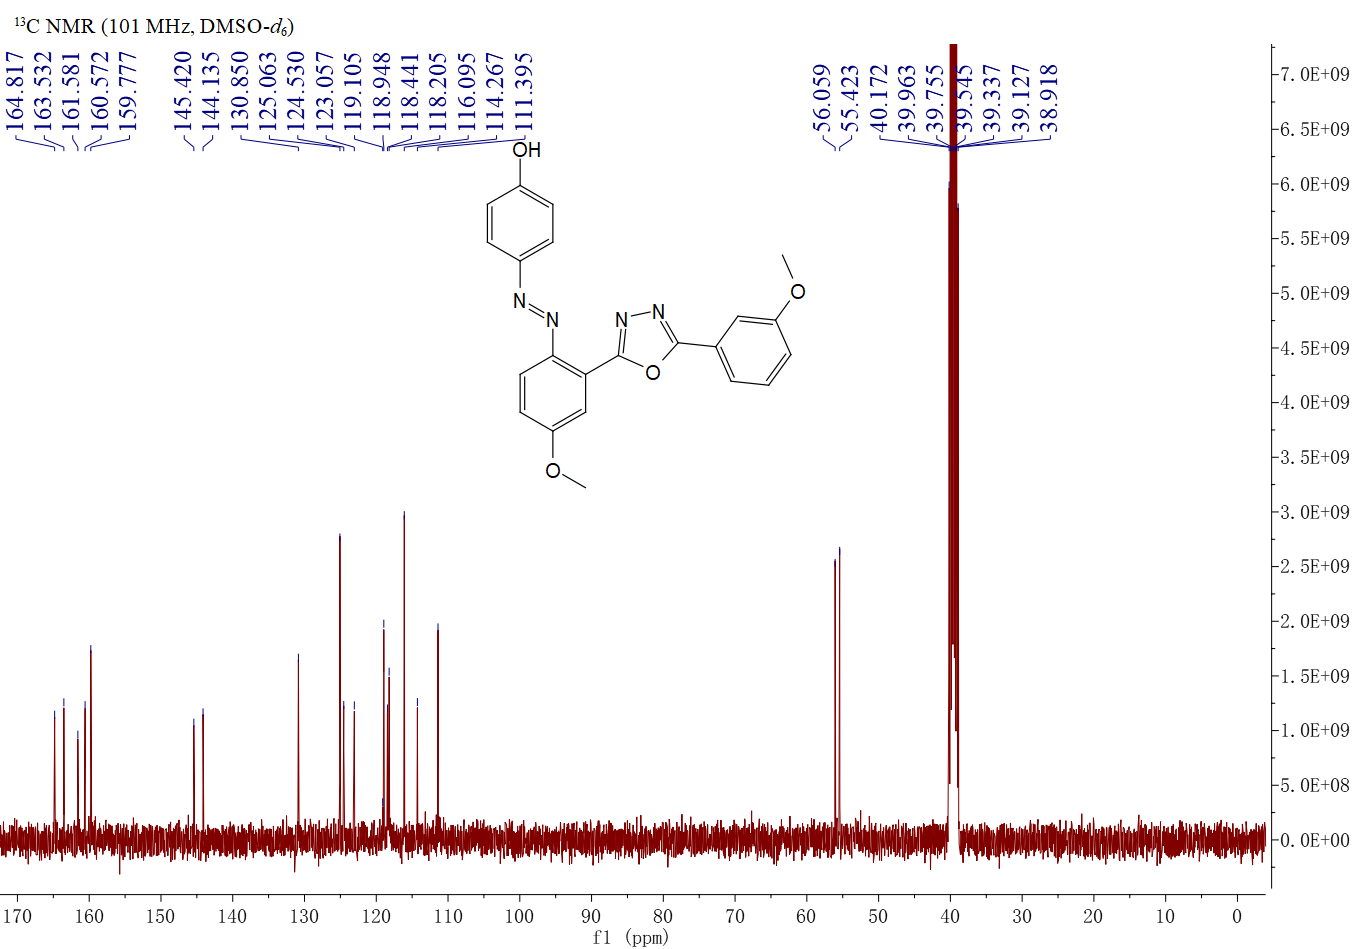 ¹³C NMR (101 MHz, DMSO-d₆)
164.817
163.532
161.581
160.572
159.777
145.420
144.135
130.850
125.063
124.530
123.057
119.105
118.948
118.441
118.205
116.095
114.267
111.395
56.059
55.423
40.172
39.963
39.755
39.545
39.337
39.127
38.918
OH
N
N
N
N
O
O
O
7.0E+09
6.5E+09
6.0E+09
5.5E+09
5.0E+09
4.5E+09
4.0E+09
3.5E+09
3.0E+09
2.5E+09
2.0E+09
1.5E+09
1.0E+09
5.0E+08
0.0E+00
170 160 150 140 130 120 110 100 90 80 70 60 50 40 30 20 10 0
f1 (ppm)